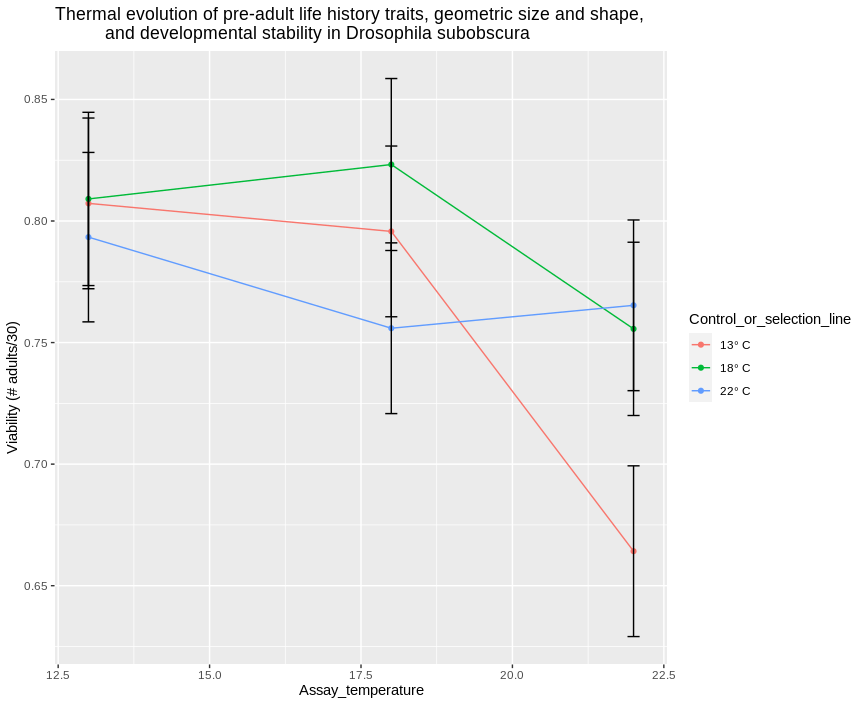 Thermal evolution of pre-adult life history traits, geometric size and shape,
and developmental stability in Drosophila subobscura
Viability (# adults/30)
0.85
0.80
0.75
0.70
0.65
12.5
15.0
17.5
20.0
22.5
Assay_temperature
Control_or_selection_line
13° C
18° C
22° C